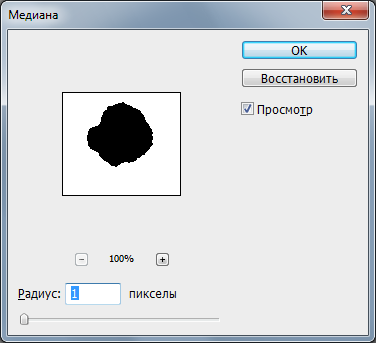 Медиана
OK
Восстановить
Просмотр
100%
Радиус: 1 пикселы